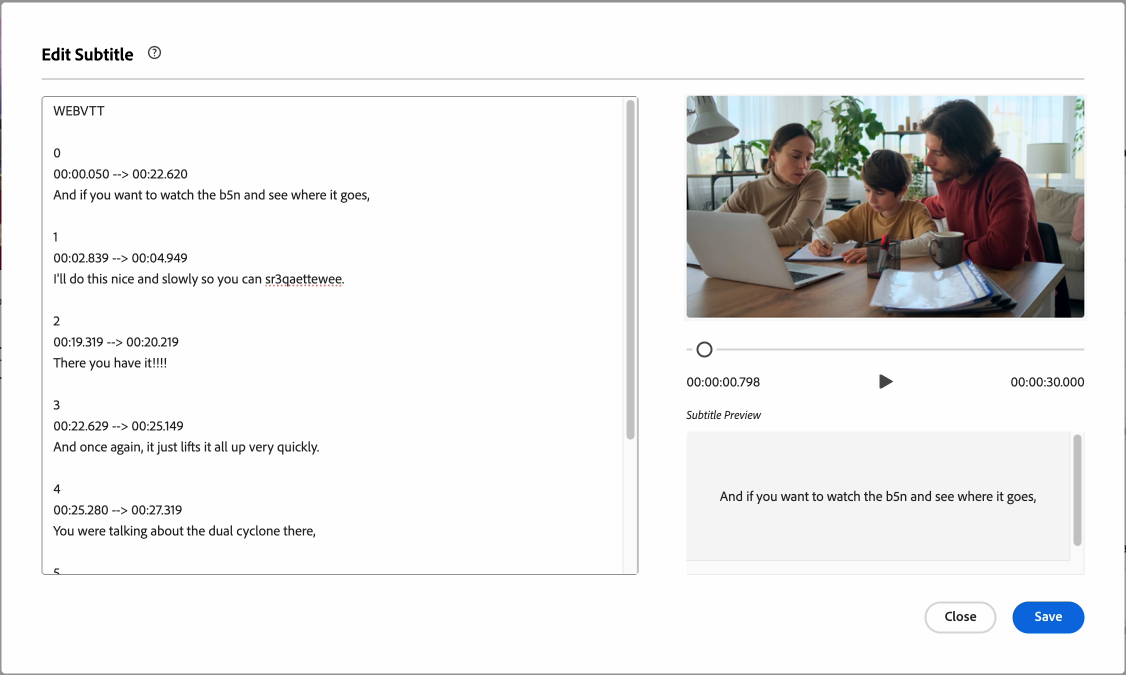 Edit Subtitle
WEBVTT
0
00:00.050 --> 00:22.620
And if you want to watch the b5n and see where it goes,
1
00:02.839 --> 00:04.949
I'll do this nice and slowly so you can sr3qaettewee.
2
00:19.319 --> 00:20.219
There you have it!!!!
3
00:22.629 --> 00:25.149
And once again, it just lifts it all up very quickly.
4
00:25.280 --> 00:27.319
You were talking about the dual cyclone there,
5
00:00:00.798
00:00:30.000
Subtitle Preview
And if you want to watch the b5n and see where it goes,
Close
Save